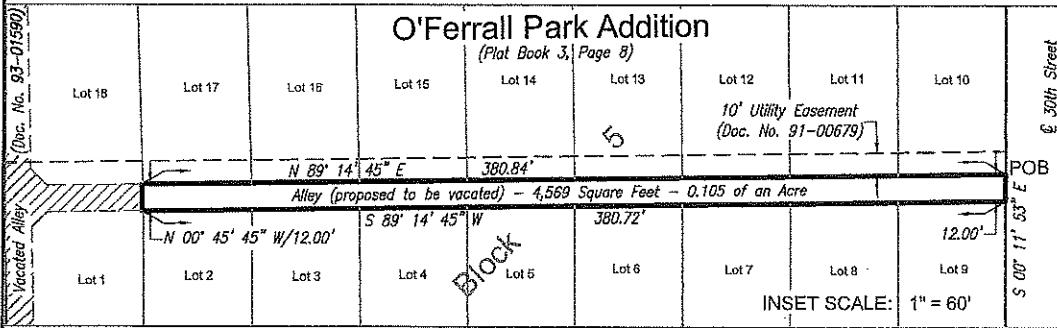 O'Ferrall Park Addition
(Plat Book 3, Page 8)
(Doc. No. 93-01590)
Vacated Alley
Lot 18
Lot 17
Lot 16
Lot 15
Lot 14
Lot 13
Lot 12
Lot 11
Lot 10
℄ 30th Street
10' Utility Easement
(Doc. No. 91-00679)
5
N 89° 14' 45" E 380.84'
POB
Alley (proposed to be vacated) – 4,569 Square Feet – 0.105 of an Acre
S 89° 14' 45" W 380.72'
N 00° 45' 45" W/12.00'
12.00'
S 00° 11' 53" E
Block
Lot 1
Lot 2
Lot 3
Lot 4
Lot 5
Lot 6
Lot 7
Lot 8
Lot 9
INSET SCALE: 1" = 60'